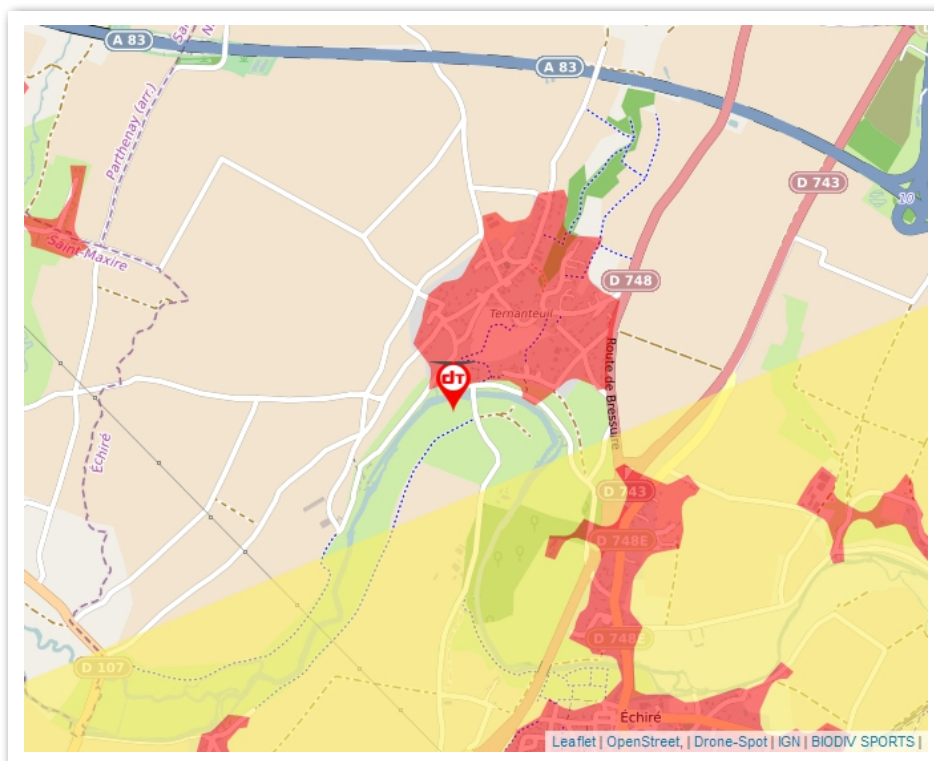 A 83
A 83
Parthenay (arr.)
D 743
10
Saint-Maxire
D 748
Ternanteuil
dT
Route de Bressuire
Échiré
D 743
D 748E
D 748E
D 107
Échiré
Leaflet | OpenStreet, | Drone-Spot | IGN | BIODIV SPORTS |